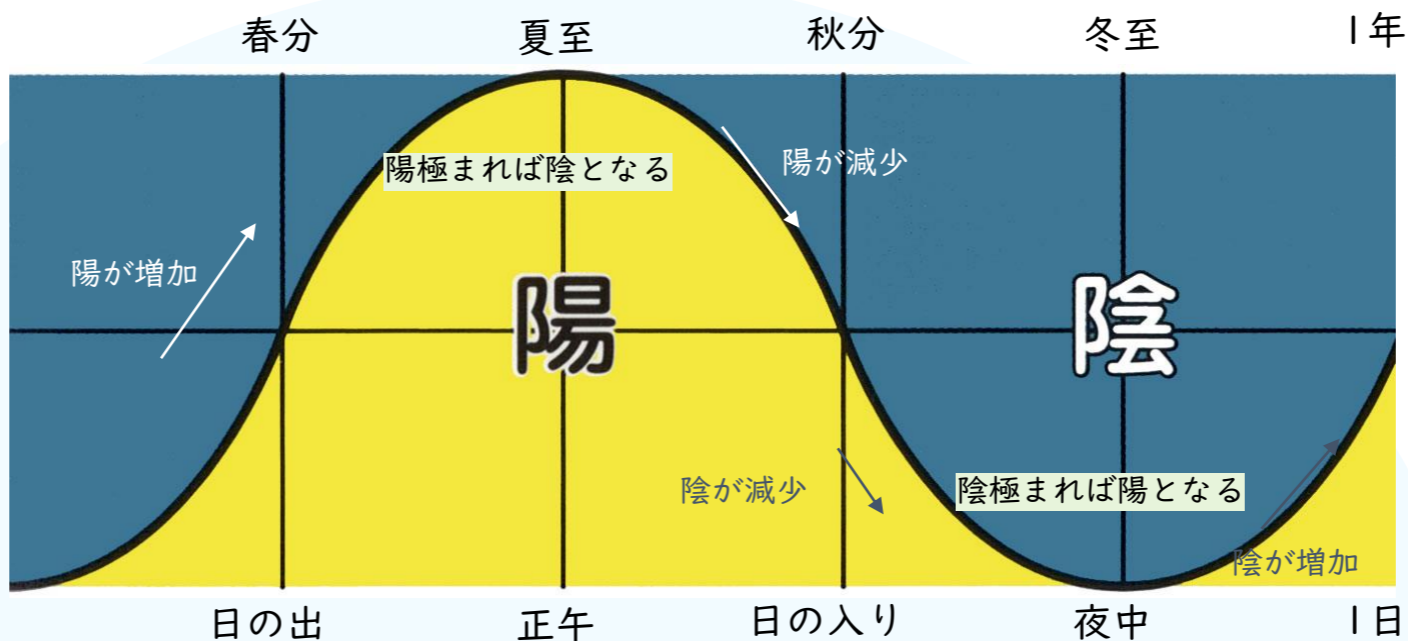 春分
夏至
秋分
冬至
1年
陽極まれば陰となる
陽が減少
陽が増加
陽
陰
陰が減少
陰極まれば陽となる
陰が増加
日の出
正午
日の入り
夜中
1日